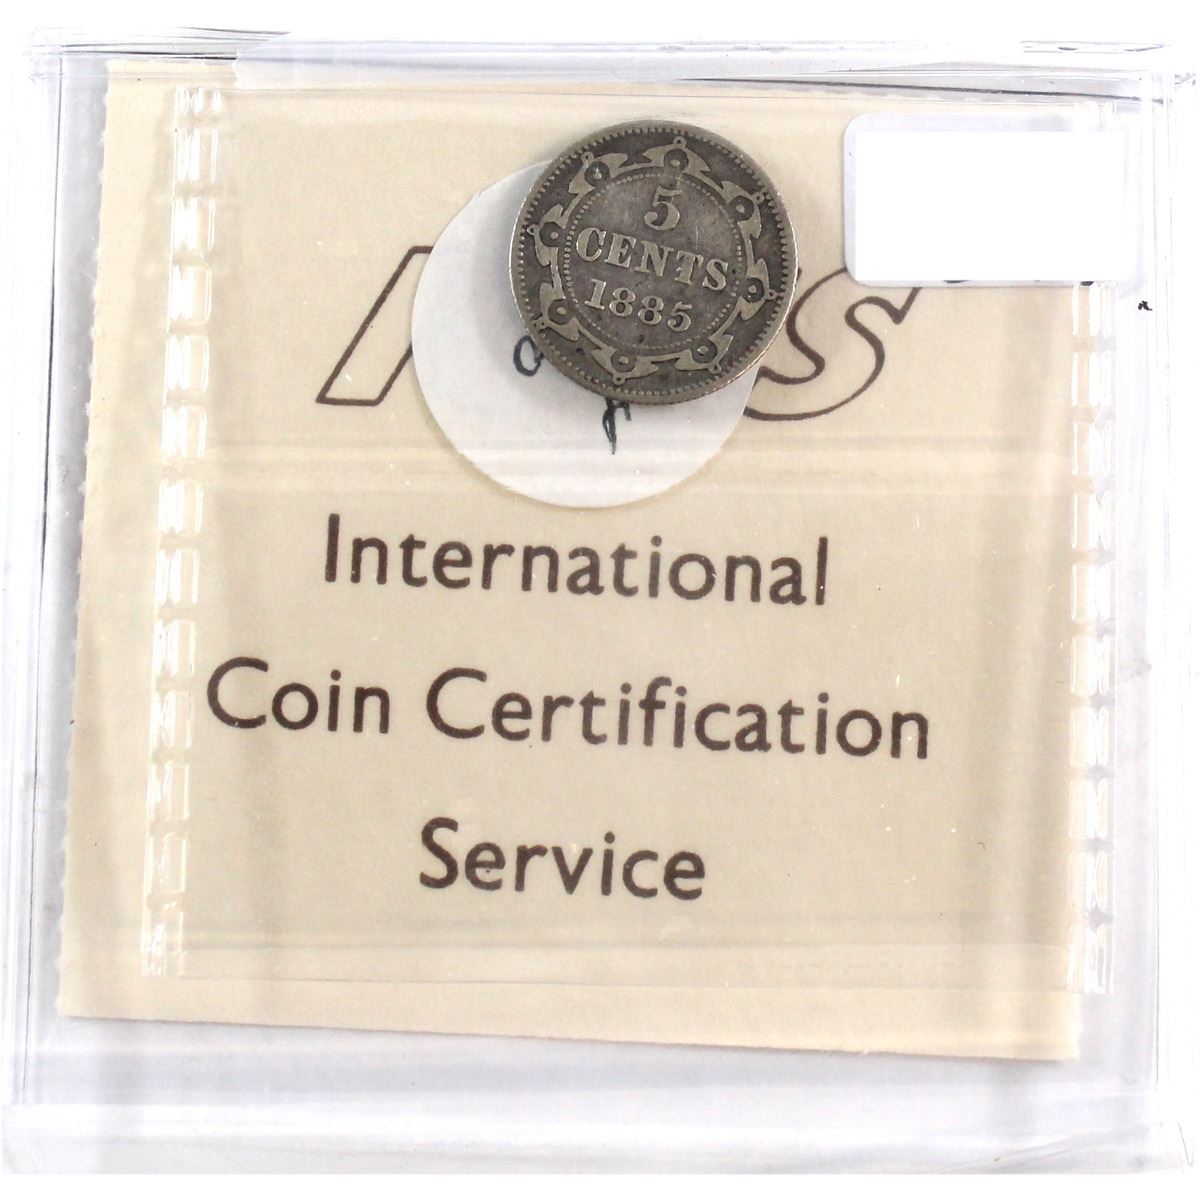 5
CENTS
1885
International
Coin Certification
Service